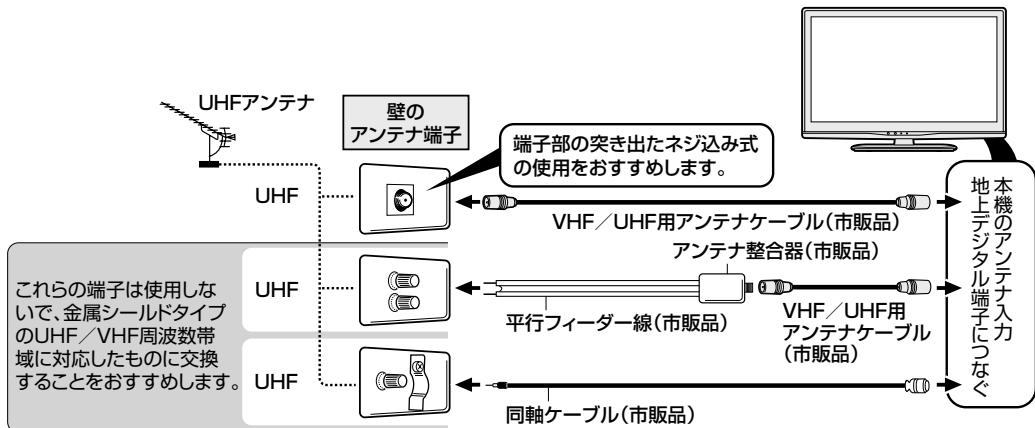 UHFアンテナ
壁の
アンテナ端子
端子部の突き出たネジ込み式
の使用をおすすめします。
UHF
VHF／UHF用アンテナケーブル（市販品）
アンテナ整合器（市販品）
これらの端子は使用しな
いで、金属シールドタイプ
のUHF／VHF周波数帯
域に対応したものに交換
することをおすすめします。
UHF
平行フィーダー線（市販品）
VHF／UHF用
アンテナケーブル
（市販品）
UHF
同軸ケーブル（市販品）
本機のアンテナ入力
地上デジタル端子につなぐ